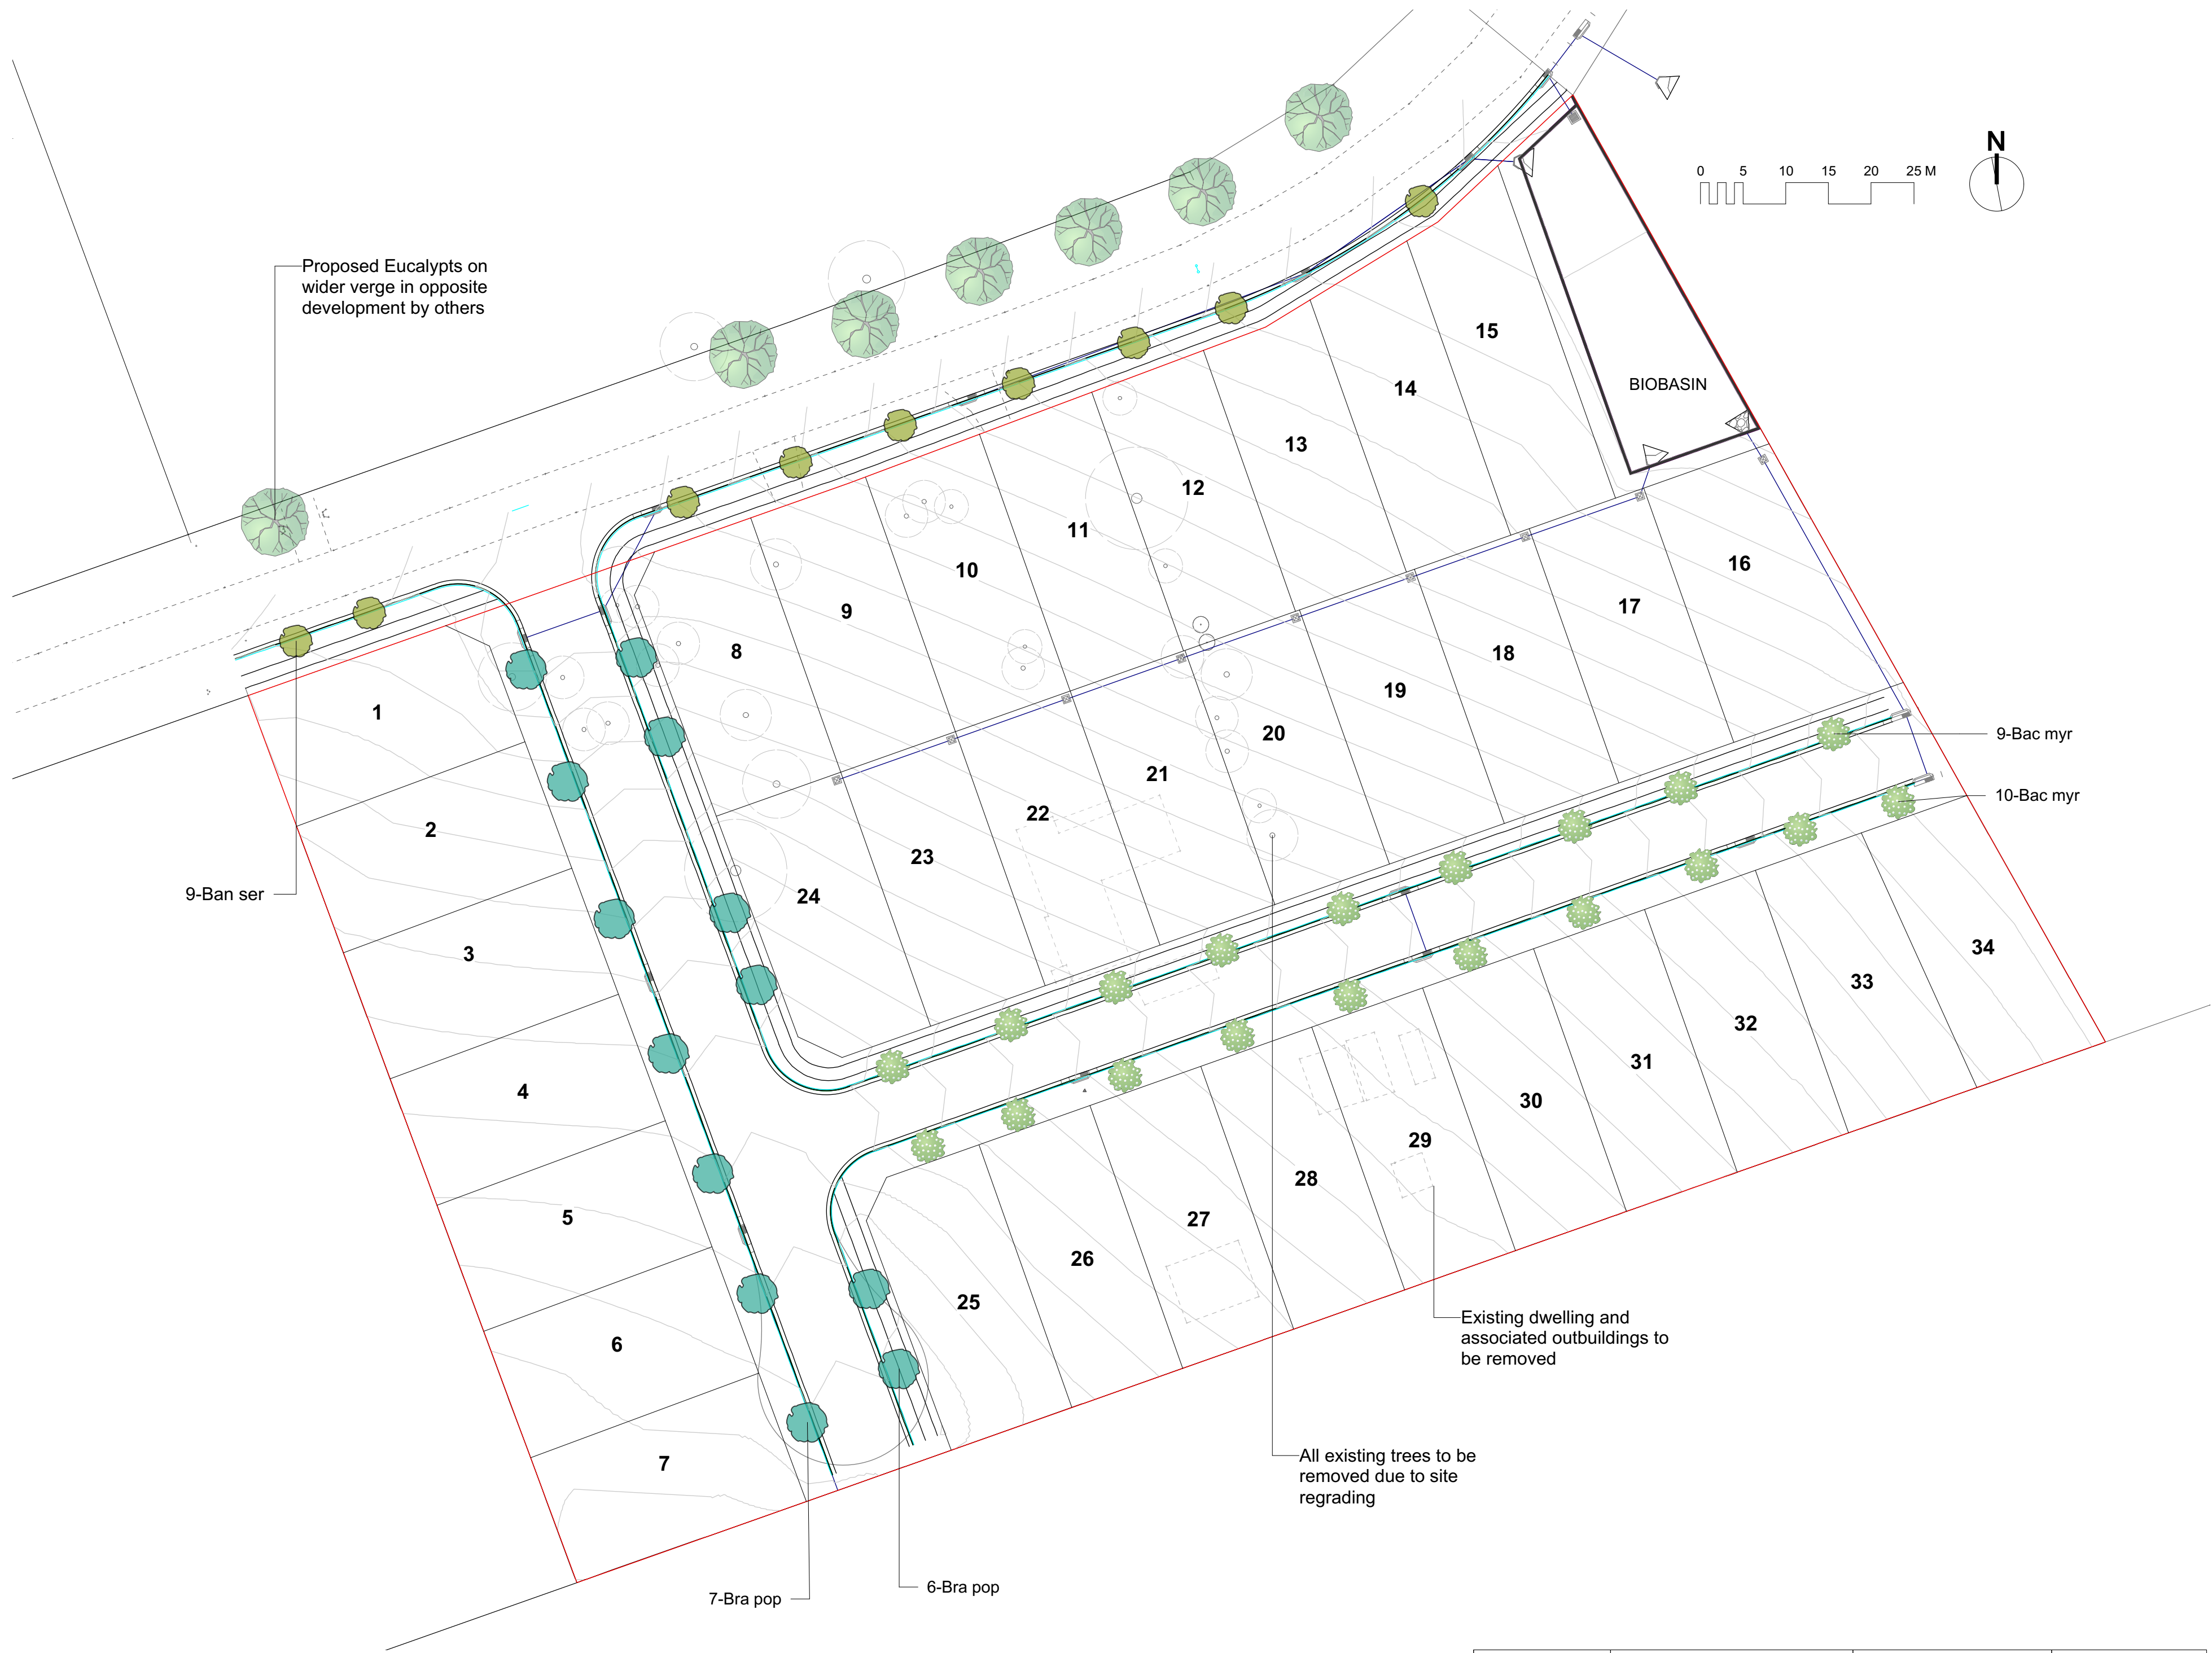 N
0 5 10 15 20 25 M
Proposed Eucalypts on
wider verge in opposite
development by others
15
BIOBASIN
14
13
12
11
10
9
8
16
17
18
19
20
21
22
23
24
1
2
3
4
5
6
7
9-Ban ser
9-Bac myr
10-Bac myr
34
33
32
31
30
29
28
27
26
25
Existing dwelling and
associated outbuildings to
be removed
All existing trees to be
removed due to site
regrading
7-Bra pop
6-Bra pop